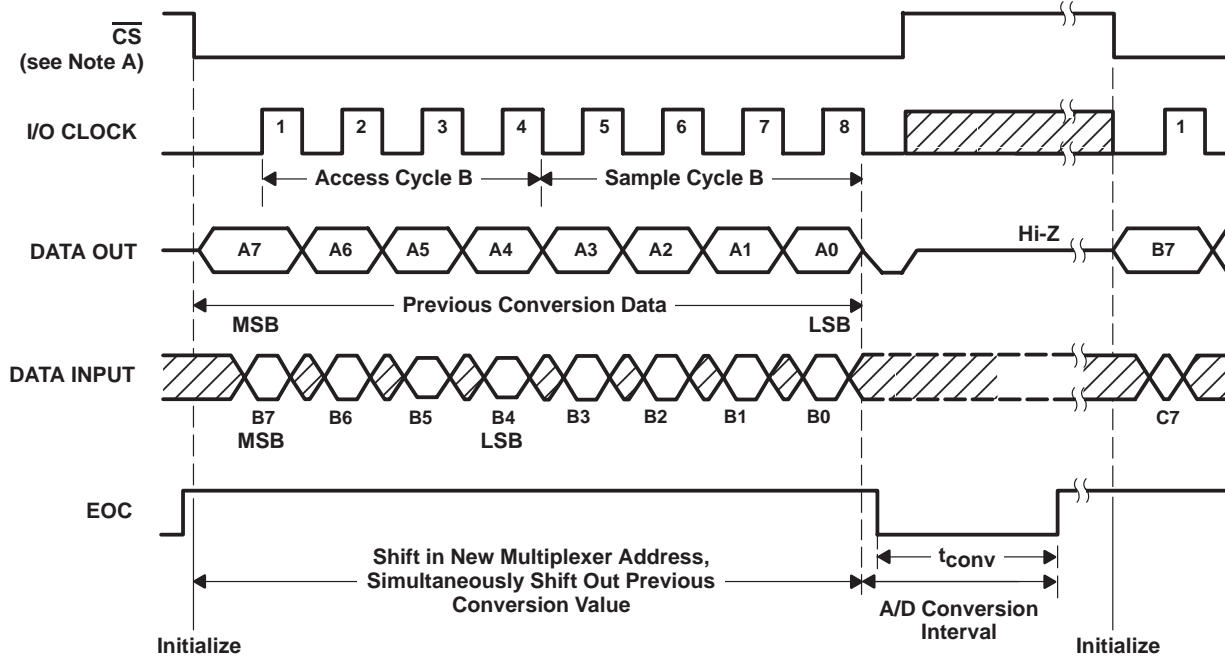 CS
(see Note A)
I/O CLOCK
1 2 3 4 5 6 7 8 1
Access Cycle B Sample Cycle B
DATA OUT
A7 A6 A5 A4 A3 A2 A1 A0 Hi-Z B7
Previous Conversion Data
MSB LSB
DATA INPUT
B7 B6 B5 B4 B3 B2 B1 B0 C7
MSB LSB
EOC
Shift in New Multiplexer Address,
Simultaneously Shift Out Previous
Conversion Value
tconv
A/D Conversion
Interval
Initialize Initialize